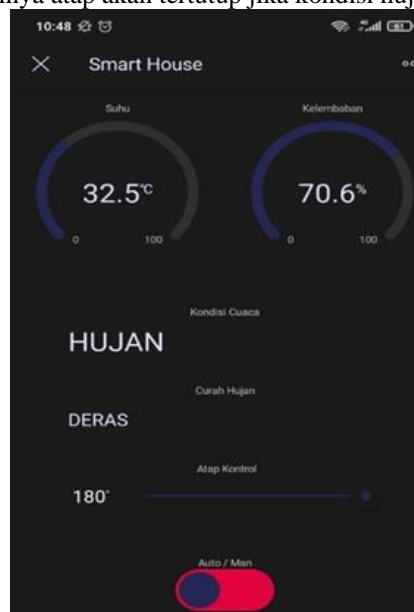 nya atap akan tertutup jika kondisi huj
10:48
61
Smart House
Suhu
Kelembaban
32.5°C
70.6%
0 100
0 100
Kondisi Cuaca
HUJAN
Curah Hujan
DERAS
Atap Kontrol
180°
Auto / Man